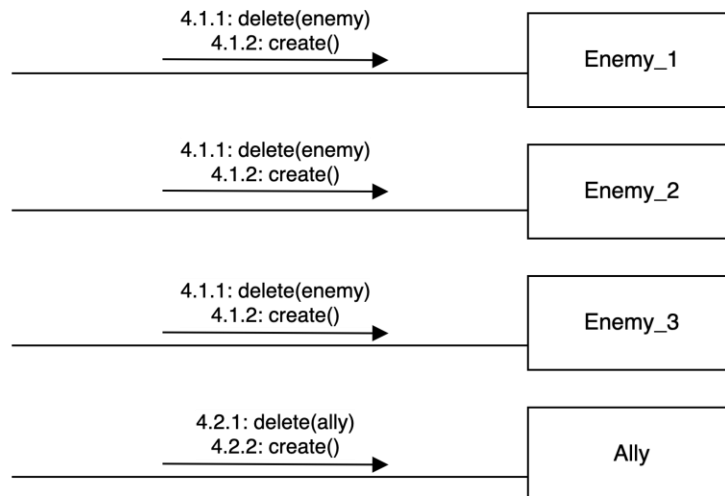 4.1.1: delete(enemy)
4.1.2: create()
Enemy_1
4.1.1: delete(enemy)
4.1.2: create()
Enemy_2
4.1.1: delete(enemy)
4.1.2: create()
Enemy_3
4.2.1: delete(ally)
4.2.2: create()
Ally